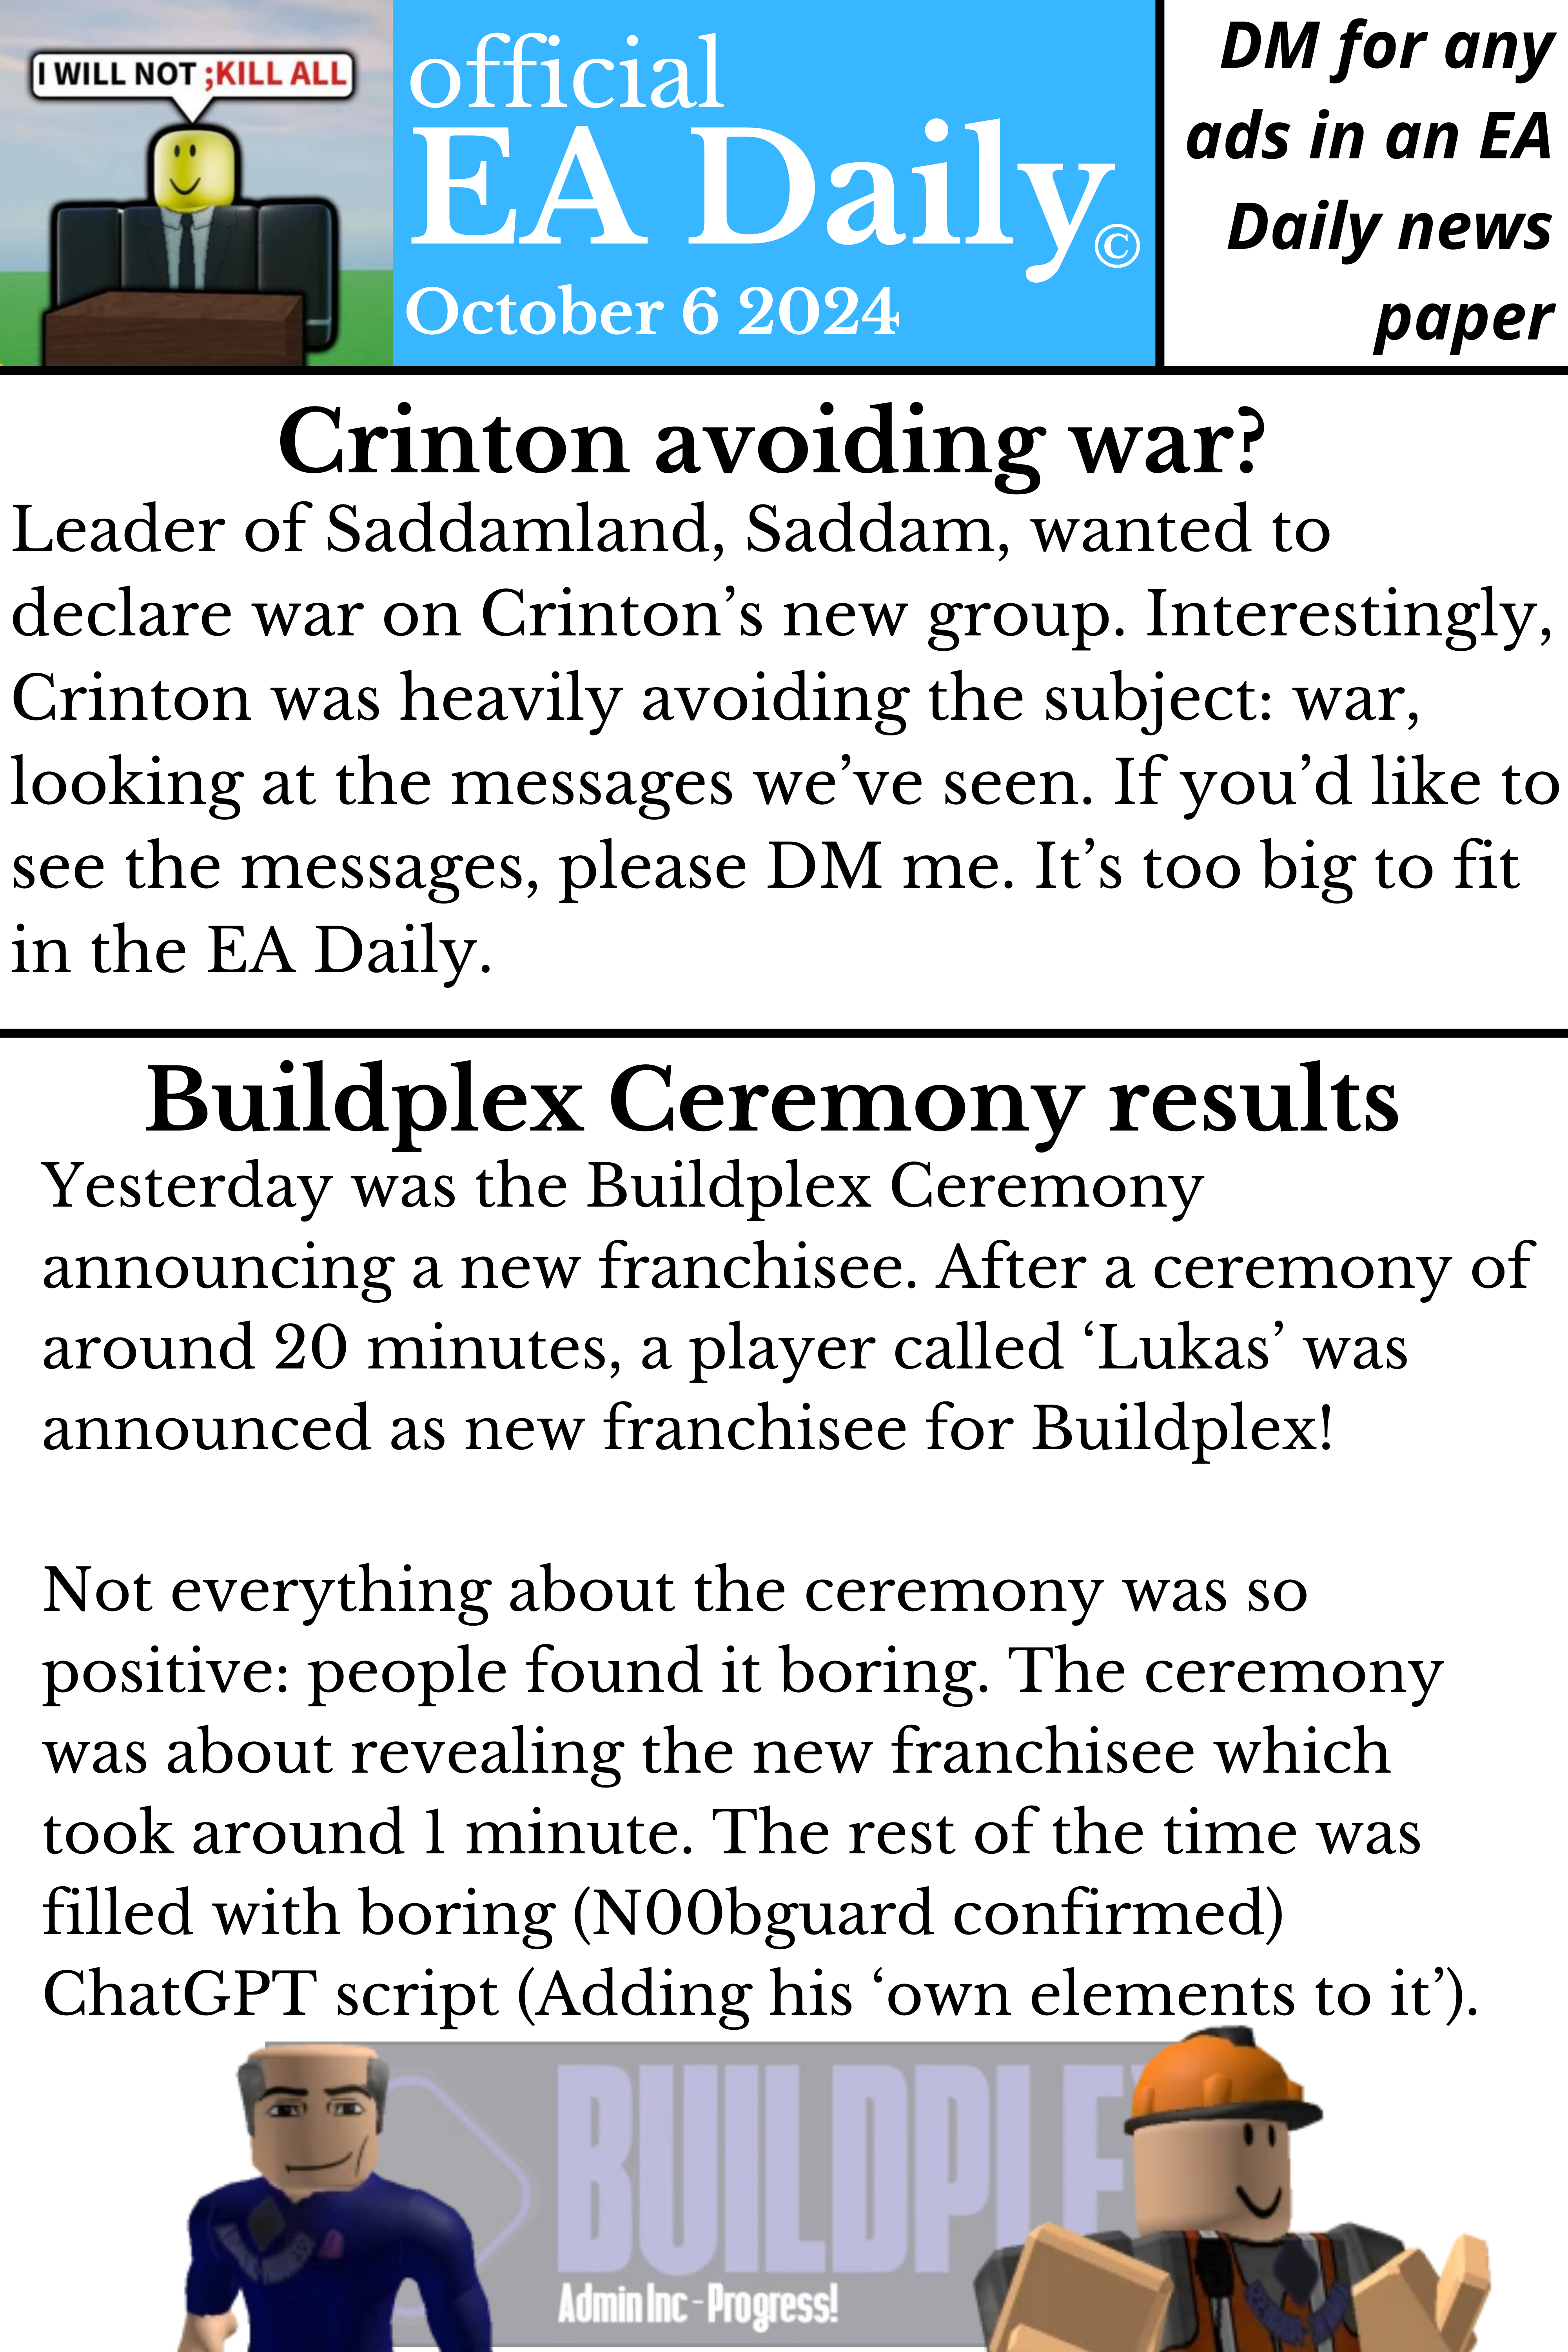 I WILL NOT ;KILL ALL
official
EA Daily©
October 6 2024
DM for any
ads in an EA
Daily news
paper
Crinton avoiding war?
Leader of Saddamland, Saddam, wanted to
declare war on Crinton’s new group. Interestingly,
Crinton was heavily avoiding the subject: war,
looking at the messages we’ve seen. If you’d like to
see the messages, please DM me. It’s too big to fit
in the EA Daily.
Buildplex Ceremony results
Yesterday was the Buildplex Ceremony
announcing a new franchisee. After a ceremony of
around 20 minutes, a player called ‘Lukas’ was
announced as new franchisee for Buildplex!
Not everything about the ceremony was so
positive: people found it boring. The ceremony
was about revealing the new franchisee which
took around 1 minute. The rest of the time was
filled with boring (N00bguard confirmed)
ChatGPT script (Adding his ‘own elements to it’).
BUILDPLEX
Admin Inc - Progress!